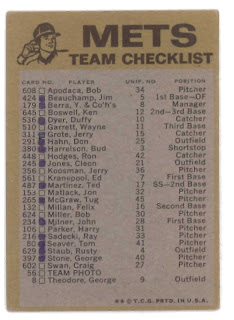 METS
TEAM CHECKLIST
CARD NO. PLAYER UNIF. NO POSITION
608 Apodaca, Bob 34 Pitcher
424 Beauchamp, Jim 5 1st Base-OF
179 Berra, Y. & Co'h's 8 Manager
645 Boswell, Ken 12 2nd-3rd Base
516 Dyer, Duffy 10 Catcher
510 Garrett, Wayne 11 Third Base
311 Grote, Jerry 15 Catcher
291 Hahn, Don 25 Outfield
380 Harrelson, Bud 3 Shortstop
448 Hodges, Ron 42 Catcher
245 Jones, Cleon 21 Outfield
356 Koosman, Jerry 36 Pitcher
561 Kranepool, Ed 7 First Base
487 Martinez, Ted 17 SS-2nd Base
153 Matlack, Jon 32 Pitcher
265 McGraw, Tug 45 Pitcher
132 Millan, Felix 16 Second Base
624 Miller, Bob 30 Pitcher
234 Milner, John 28 First Base
106 Parker, Harry 31 Pitcher
216 Sadecki, Ray 33 Pitcher
80 Seaver, Tom 41 Pitcher
629 Staub, Rusty 4 Outfield
397 Stone, George 40 Pitcher
602 Swan, Craig 27 Pitcher
56 TEAM PHOTO
8 Theodore, George 9 Outfield
© T.C.G. PRTD. IN U.S.A.